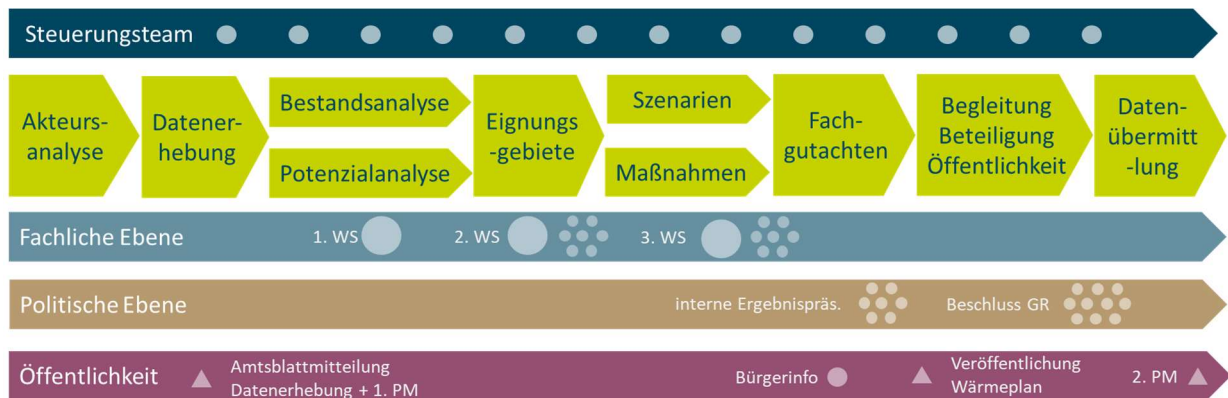 Steuerungsteam
Akteurs-
analyse
Datener-
hebung
Bestandsanalyse
Potenzialanalyse
Eignungs
-gebiete
Szenarien
Maßnahmen
Fach-
gutachten
Begleitung
Beteiligung
Öffentlichkeit
Daten-
übermitt
-lung
Fachliche Ebene
1. WS
2. WS
3. WS
Politische Ebene
interne Ergebnispräs.
Beschluss GR
Öffentlichkeit
Amtsblattmitteilung
Datenerhebung + 1. PM
Bürgerinfo
Veröffentlichung
Wärmeplan
2. PM